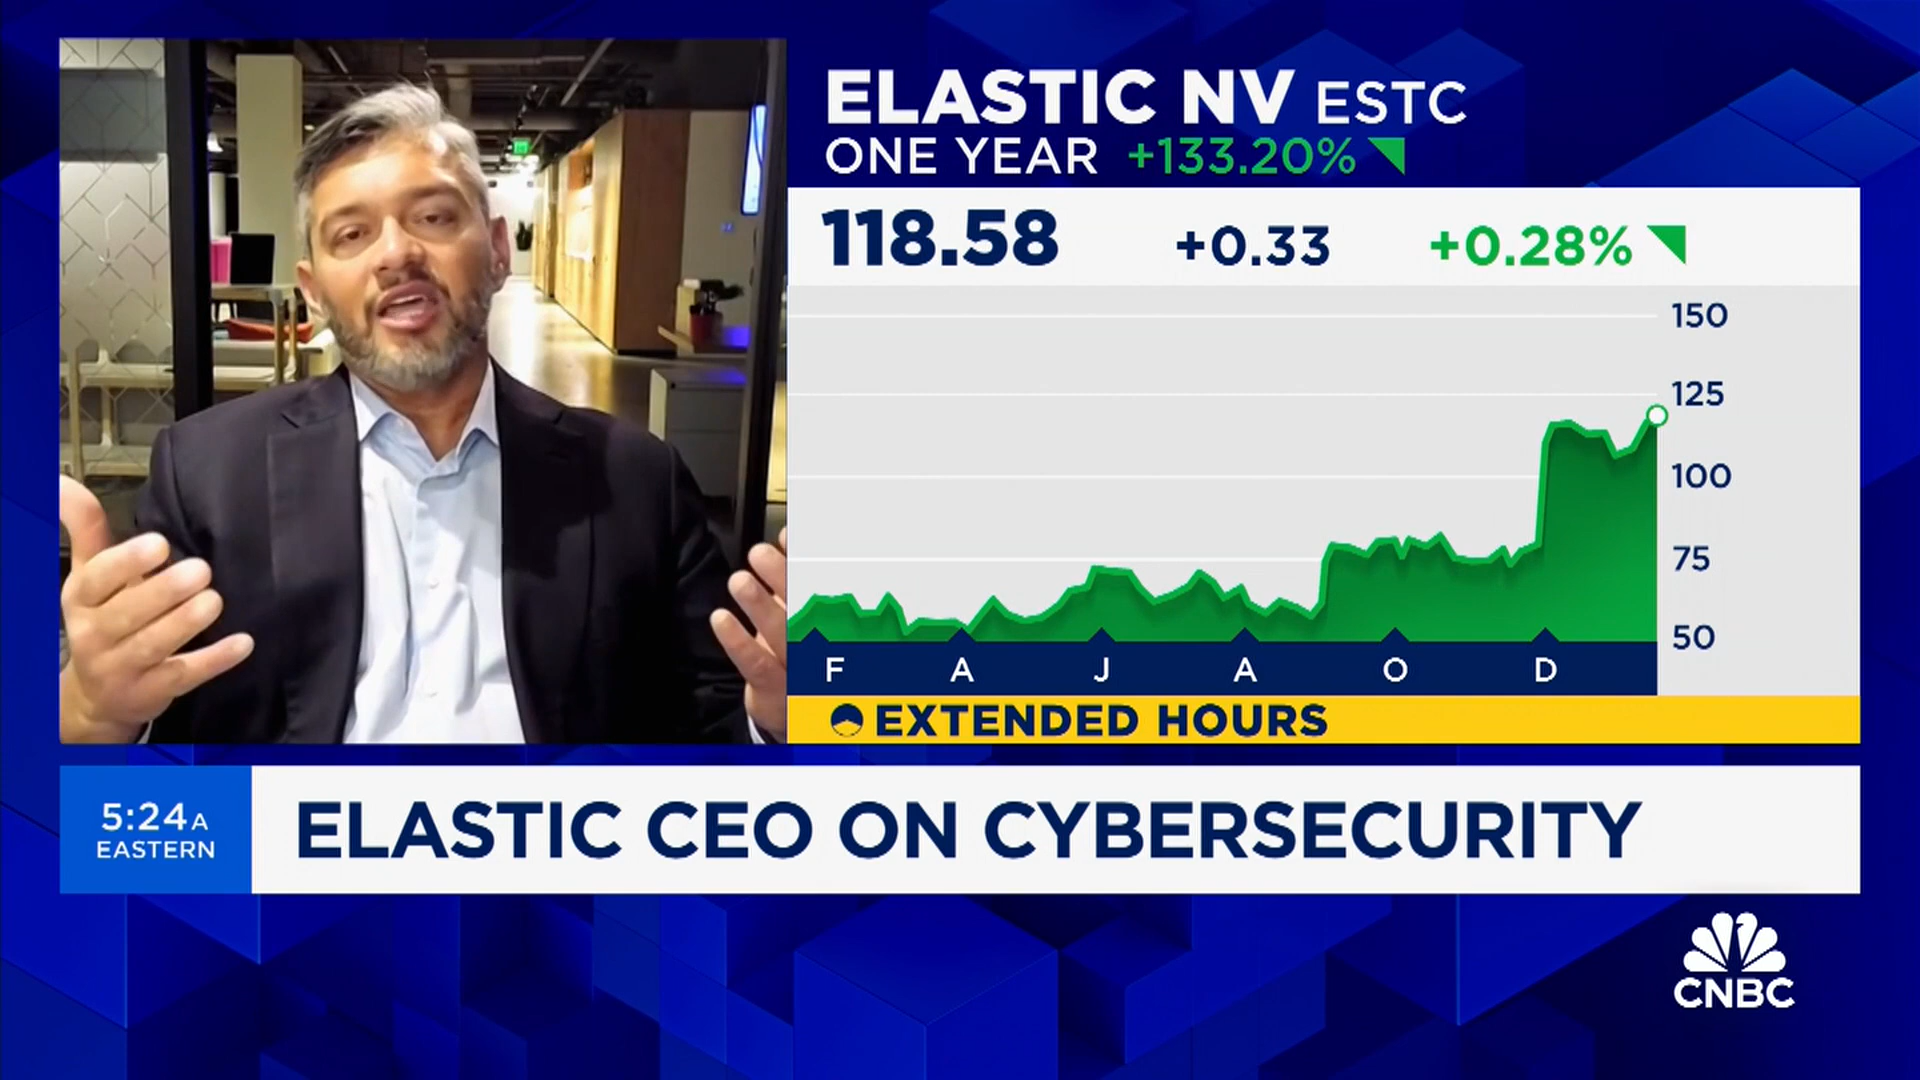 ELASTIC NV ESTC
ONE YEAR +133.20%
118.58 +0.33 +0.28%
150
125
100
75
50
F A J A O D
EXTENDED HOURS
5:24A
EASTERN
ELASTIC CEO ON CYBERSECURITY
CNBC